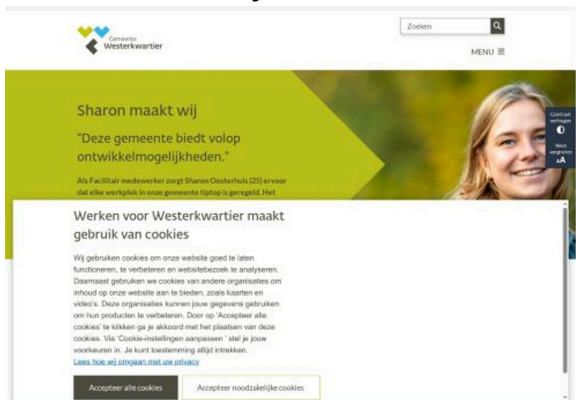 Gemeente
Westerkwartier
Zoeken
MENU
Sharon maakt wij
"Deze gemeente biedt volop
ontwikkelmogelijkheden."
Als Facilitair medewerker zorgt Sharon Oosterhuis (25) ervoor
dat elke werkplek in onze gemeente tiptop is geregeld. Het
Contrast
verhogen
Tekst
vergroten
AA
Werken voor Westerkwartier maakt
gebruik van cookies
Wij gebruiken cookies om onze website goed te laten
functioneren, te verbeteren en websitebezoek te analyseren.
Daarnaast gebruiken we cookies van andere organisaties om
inhoud op onze website aan te bieden, zoals kaarten en
video's. Deze organisaties kunnen jouw gegevens gebruiken
om hun producten te verbeteren. Door op 'Accepteer alle
cookies' te klikken ga je akkoord met het plaatsen van deze
cookies. Via 'Cookie-instellingen aanpassen ' stel je jouw
voorkeuren in. Je kunt toestemming altijd intrekken.
Lees hoe wij omgaan met uw privacy
Accepteer alle cookies
Accepteer noodzakelijke cookies